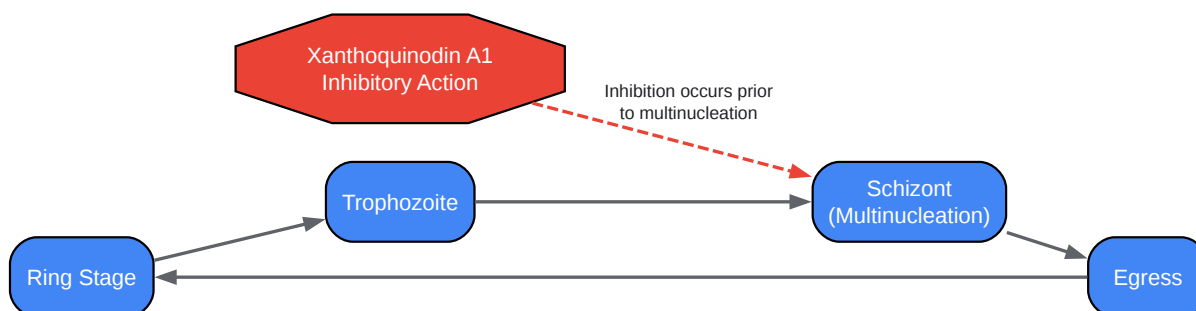 Xanthoquinodin A1
Inhibitory Action
Inhibition occurs prior
to multinucleation
Trophozoite
Schizont
(Multinucleation)
Ring Stage
Egress